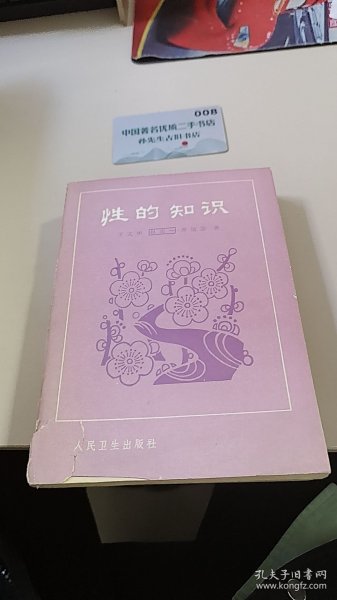 008
中国著名优质二手书店
孙先生古旧书店
性的知识
著
人民卫生出版社
孔夫子旧书网
www.kongfz.com